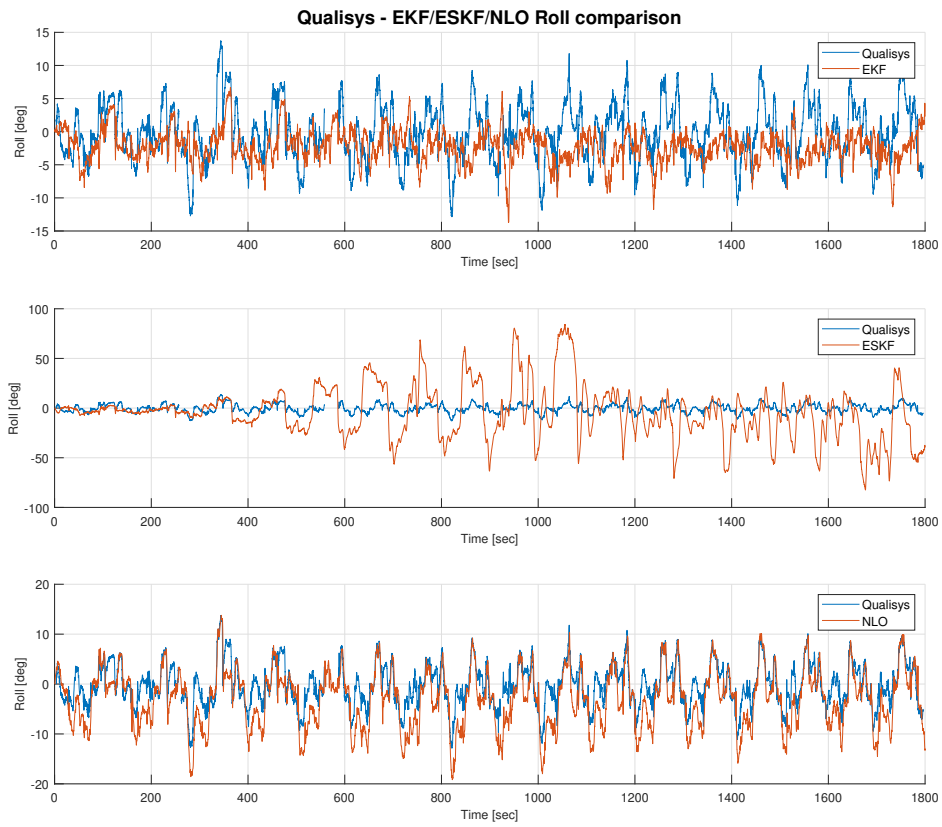 Qualisys - EKF/ESKF/NLO Roll comparison
15
10
5
0
-5
-10
-15
Roll [deg]
Qualisys
EKF
0 200 400 600 800 1000 1200 1400 1600 1800
Time [sec]
100
50
0
-50
-100
Roll [deg]
Qualisys
ESKF
0 200 400 600 800 1000 1200 1400 1600 1800
Time [sec]
20
10
0
-10
-20
Roll [deg]
Qualisys
NLO
0 200 400 600 800 1000 1200 1400 1600 1800
Time [sec]